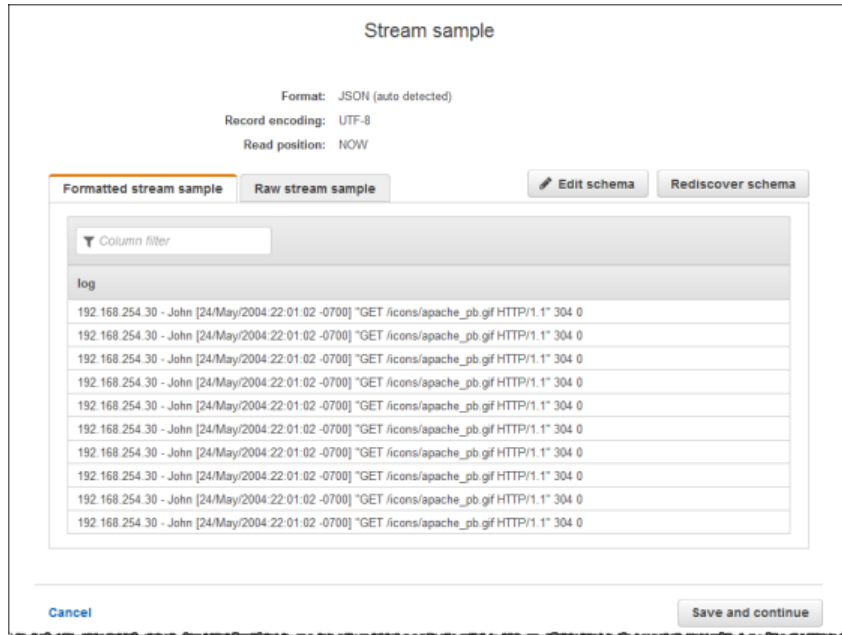 Stream sample
Format: JSON (auto detected)
Record encoding: UTF-8
Read position: NOW
Formatted stream sample Raw stream sample Edit schema Rediscover schema
Column filter
log
192.168.254.30 - John [24/May/2004:22:01:02 -0700] "GET /icons/apache_pb.gif HTTP/1.1" 304 0
192.168.254.30 - John [24/May/2004:22:01:02 -0700] "GET /icons/apache_pb.gif HTTP/1.1" 304 0
192.168.254.30 - John [24/May/2004:22:01:02 -0700] "GET /icons/apache_pb.gif HTTP/1.1" 304 0
192.168.254.30 - John [24/May/2004:22:01:02 -0700] "GET /icons/apache_pb.gif HTTP/1.1" 304 0
192.168.254.30 - John [24/May/2004:22:01:02 -0700] "GET /icons/apache_pb.gif HTTP/1.1" 304 0
192.168.254.30 - John [24/May/2004:22:01:02 -0700] "GET /icons/apache_pb.gif HTTP/1.1" 304 0
192.168.254.30 - John [24/May/2004:22:01:02 -0700] "GET /icons/apache_pb.gif HTTP/1.1" 304 0
192.168.254.30 - John [24/May/2004:22:01:02 -0700] "GET /icons/apache_pb.gif HTTP/1.1" 304 0
192.168.254.30 - John [24/May/2004:22:01:02 -0700] "GET /icons/apache_pb.gif HTTP/1.1" 304 0
192.168.254.30 - John [24/May/2004:22:01:02 -0700] "GET /icons/apache_pb.gif HTTP/1.1" 304 0
Cancel Save and continue